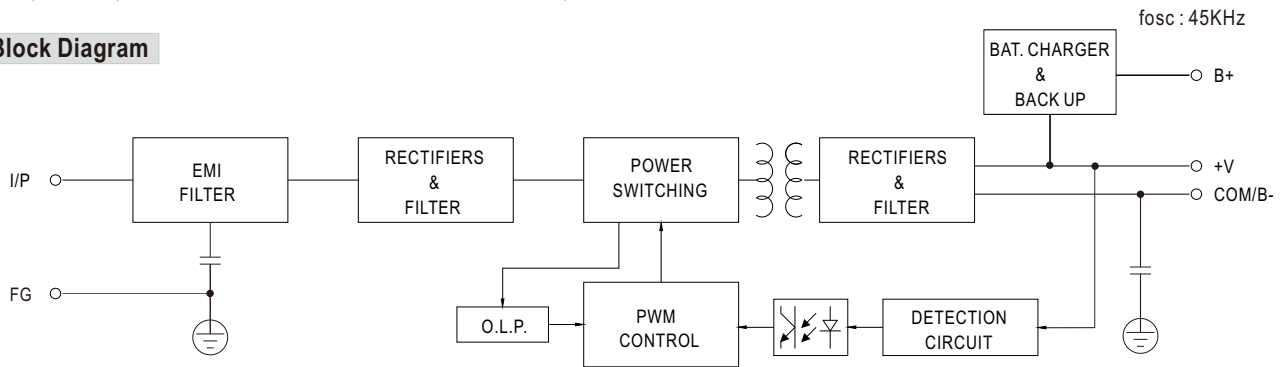 fosc : 45KHz
Block Diagram
BAT. CHARGER
&
BACK UP
B+
I/P
EMI
FILTER
RECTIFIERS
&
FILTER
POWER
SWITCHING
RECTIFIERS
&
FILTER
+V
COM/B-
FG
O.L.P.
PWM
CONTROL
DETECTION
CIRCUIT